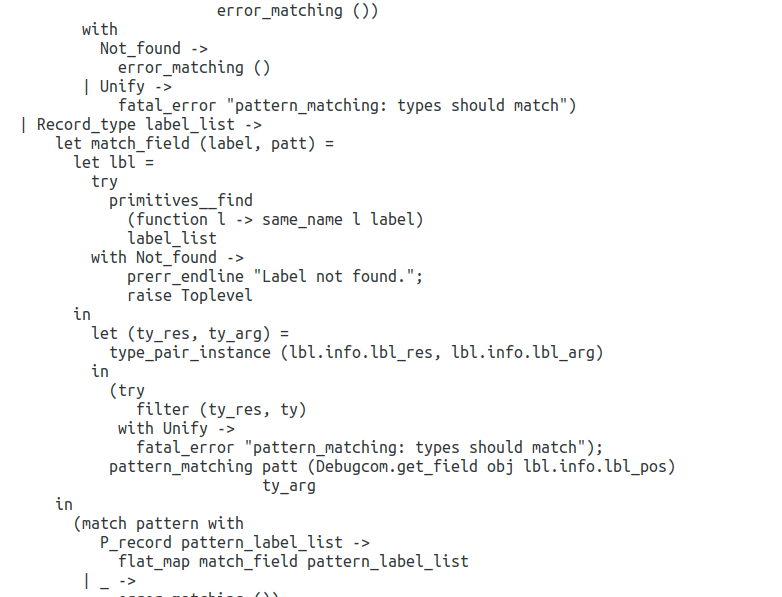 error_matching ())
with
Not_found ->
error_matching ()
| Unify ->
fatal_error "pattern_matching: types should match")
| Record_type label_list ->
let match_field (label, patt) =
let lbl =
try
primitives__find
(function l -> same_name l label)
label_list
with Not_found ->
prerr_endline "Label not found.";
raise Toplevel
in
let (ty_res, ty_arg) =
type_pair_instance (lbl.info.lbl_res, lbl.info.lbl_arg)
in
(try
filter (ty_res, ty)
with Unify ->
fatal_error "pattern_matching: types should match");
pattern_matching patt (Debugcom.get_field obj lbl.info.lbl_pos)
ty_arg
in
(match pattern with
P_record pattern_label_list ->
flat_map match_field pattern_label_list
| _ ->
error_matching ())